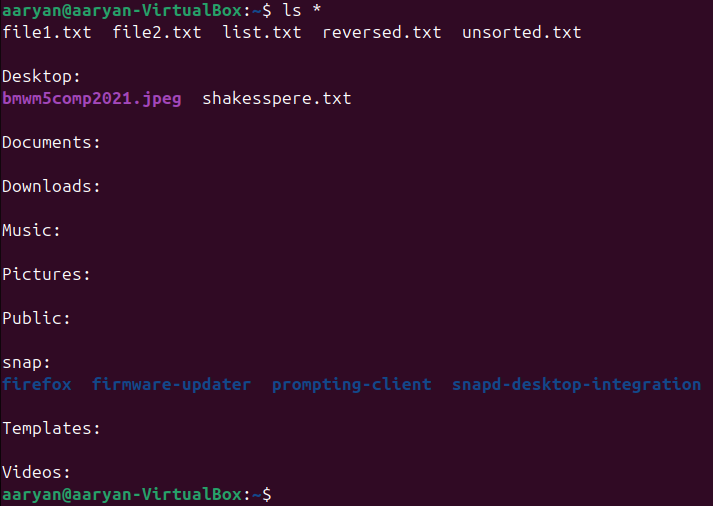 aaryan@aaryan-VirtualBox:~$ ls *
file1.txt  file2.txt  list.txt  reversed.txt  unsorted.txt
Desktop:
bmwm5comp2021.jpeg  shakesspere.txt
Documents:
Downloads:
Music:
Pictures:
Public:
snap:
firefox  firmware-updater  prompting-client  snapd-desktop-integration
Templates:
Videos:
aaryan@aaryan-VirtualBox:~$